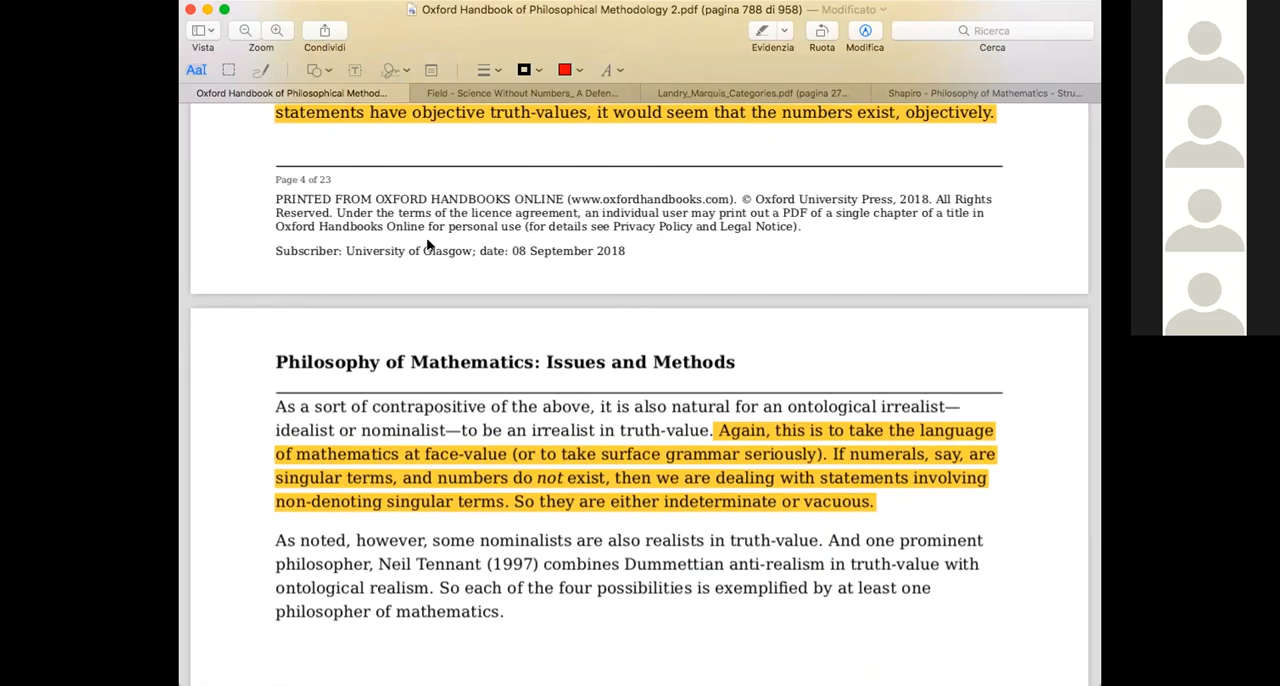 Oxford Handbook of Philosophical Methodology 2.pdf (pagina 788 di 958) — Modificato
Vista
Zoom
Condividi
Evidenzia
Ruota
Modifica
Ricerca
Cerca
AaI
A
Oxford Handbook of Philosophical Method...
Field - Science Without Numbers_ A Defen...
Landry_Marquis_Categories.pdf (pagina 27...
Shapiro - Philosophy of Mathematics - Stru...
statements have objective truth-values, it would seem that the numbers exist, objectively.
Page 4 of 23
PRINTED FROM OXFORD HANDBOOKS ONLINE (www.oxfordhandbooks.com). © Oxford University Press, 2018. All Rights
Reserved. Under the terms of the licence agreement, an individual user may print out a PDF of a single chapter of a title in
Oxford Handbooks Online for personal use (for details see Privacy Policy and Legal Notice).
Subscriber: University of Glasgow; date: 08 September 2018
Philosophy of Mathematics: Issues and Methods
As a sort of contrapositive of the above, it is also natural for an ontological irrealist—
idealist or nominalist—to be an irrealist in truth-value. Again, this is to take the language
of mathematics at face-value (or to take surface grammar seriously). If numerals, say, are
singular terms, and numbers do not exist, then we are dealing with statements involving
non-denoting singular terms. So they are either indeterminate or vacuous.
As noted, however, some nominalists are also realists in truth-value. And one prominent
philosopher, Neil Tennant (1997) combines Dummettian anti-realism in truth-value with
ontological realism. So each of the four possibilities is exemplified by at least one
philosopher of mathematics.